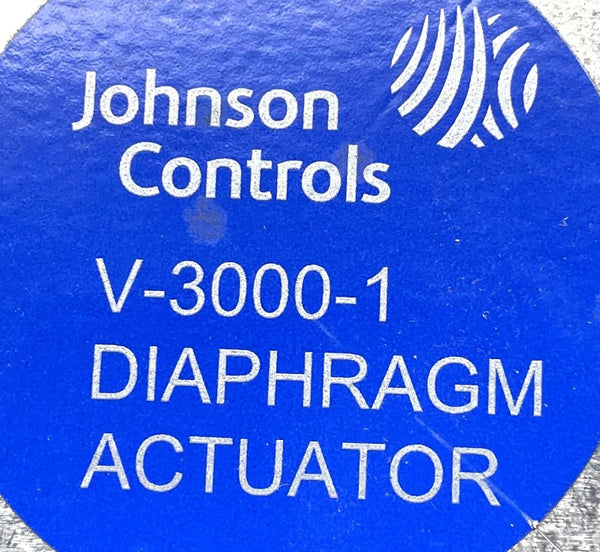 Johnson
Controls
V-3000-1
DIAPHRAGM
ACTUATOR